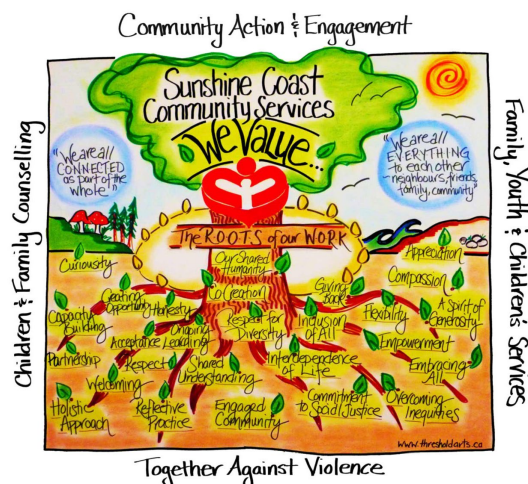 Community Action & Engagement
Sunshine Coast
Community Services
We Value...
"We are all
CONNECTED
as part of the
whole!"
"We are all
EVERYTHING
to each other
-neighbours, friends,
family, community"
Children & Family Counselling
Family, Youth & Children's Services
The ROOTS of our WORK
Curiousity
Our Shared
Humanity
Appreciation
Creating
Opportunity
Honesty
Co Creation
Giving
Back
Compassion
Capacity
Building
Ongoing
Learning
Acceptance
Respect for
Diversity
Inclusion
of All
Flexibility
A Spirit of
Generosity
Partnership
Respect
Shared
Understanding
Interdependence
of Life
Empowerment
Embracing
All
Welcoming
Holistic
Approach
Reflective
Practice
Engaged
Community
Commitment
to Social Justice
Overcoming
Inequities
www.thresholdarts.ca
Together Against Violence